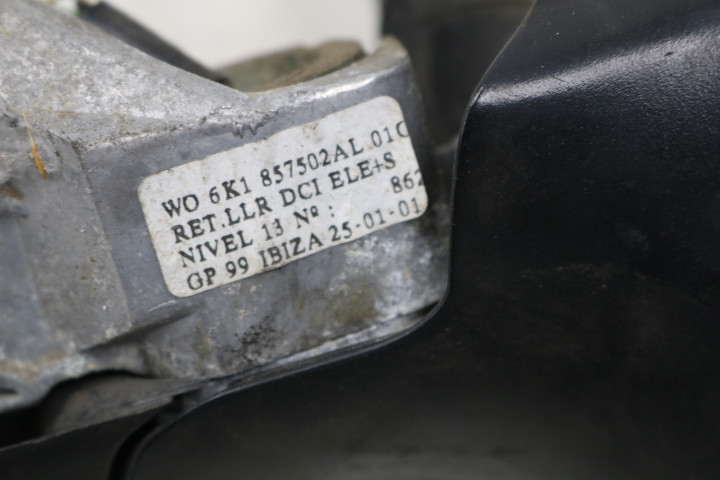 WO 6K1 857502AL 01C
RET.LLR DCI ELE+S
NIVEL 13 Nº: 862
GP 99 IBIZA 25-01-01